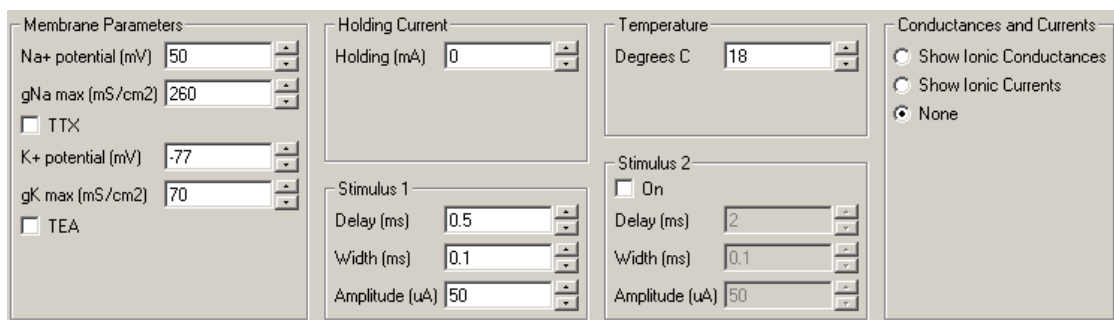 Membrane Parameters
Na+ potential (mV) 50
gNa max (mS/cm2) 260
TTX
K+ potential (mV) -77
gK max (mS/cm2) 70
TEA
Holding Current
Holding (mA) 0
Stimulus 1
Delay (ms) 0.5
Width (ms) 0.1
Amplitude (uA) 50
Temperature
Degrees C 18
Stimulus 2
On
Delay (ms) 2
Width (ms) 0.1
Amplitude (uA) 50
Conductances and Currents
Show Ionic Conductances
Show Ionic Currents
None